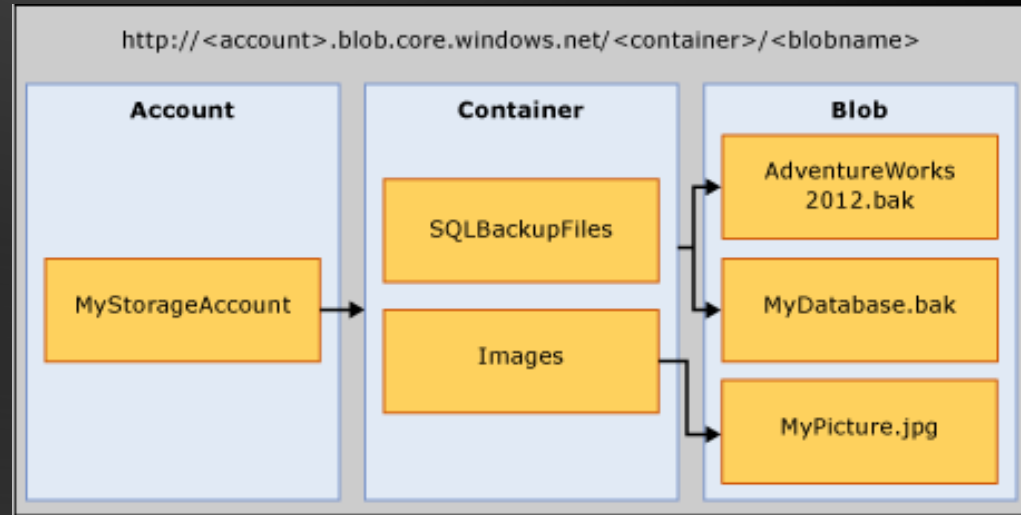 http://<account>.blob.core.windows.net/<container>/<blobname>
Account
MyStorageAccount
Container
SQLBackupFiles
Images
Blob
AdventureWorks
2012.bak
MyDatabase.bak
MyPicture.jpg